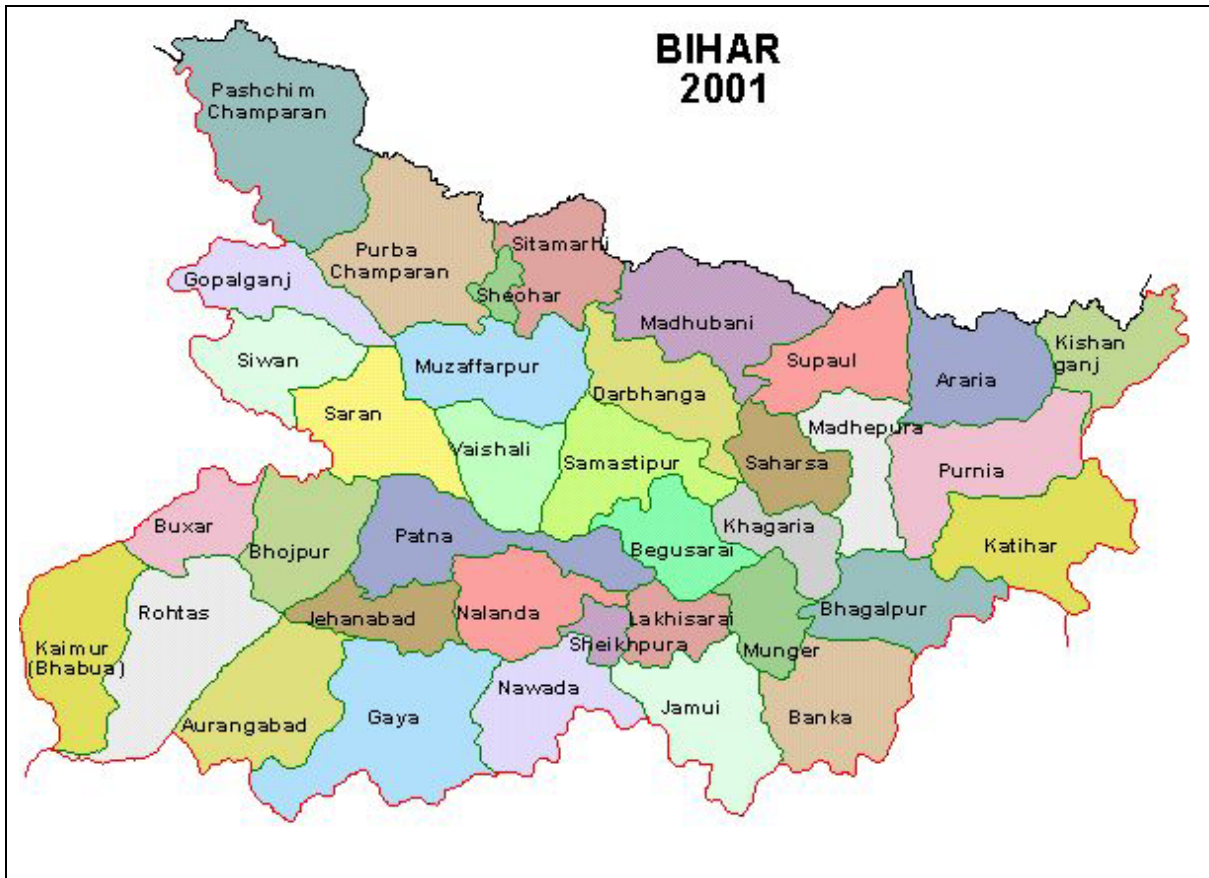 BIHAR
2001
Pashchim
Champaran
Purba
Champaran
Sitamarhi
Gopalganj
Sheohar
Madhubani
Siwan
Muzaffarpur
Supaul
Kishan
ganj
Araria
Darbhanga
Saran
Madhepura
Vaishali
Samastipur
Saharsa
Purnia
Buxar
Patna
Khagaria
Bhojpur
Begusarai
Katihar
Rohtas
Jehanabad
Nalanda
Lakhisarai
Bhagalpur
Kaimur
(Bhabua)
Sheikhpura
Munger
Nawada
Aurangabad
Gaya
Jamui
Banka